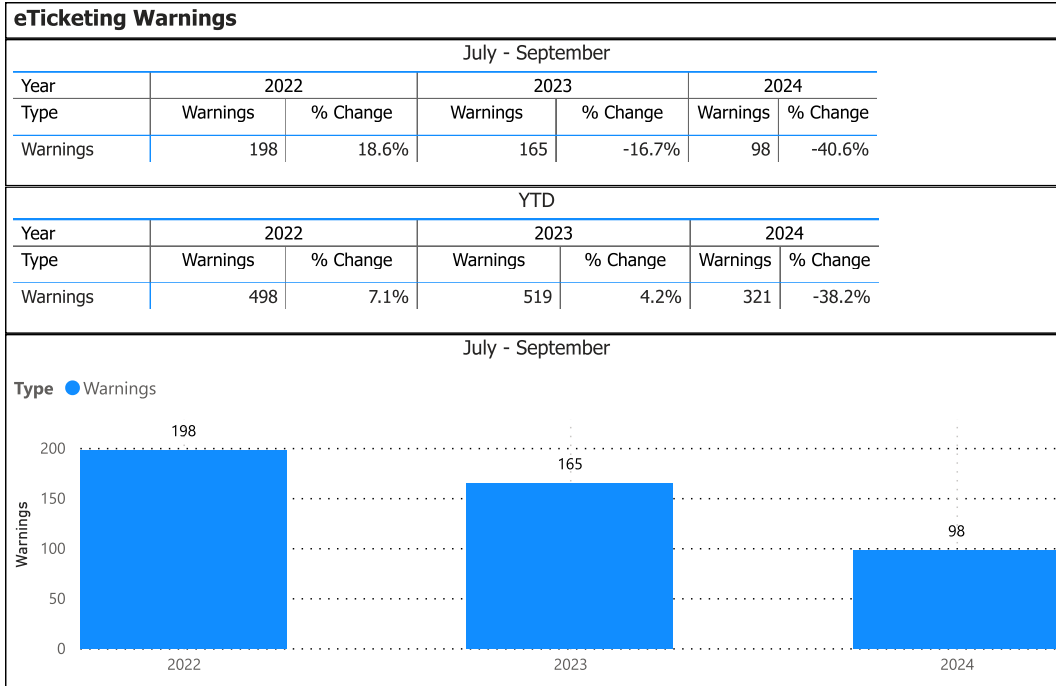 eTicketing Warnings
July - September
Year 2022 2023 2024
Type Warnings % Change Warnings % Change Warnings % Change
Warnings 198 18.6% 165 -16.7% 98 -40.6%
YTD
Year 2022 2023 2024
Type Warnings % Change Warnings % Change Warnings % Change
Warnings 498 7.1% 519 4.2% 321 -38.2%
July - September
Type Warnings
198
200
165
150
98
100
50
0
Warnings
2022 2023 2024